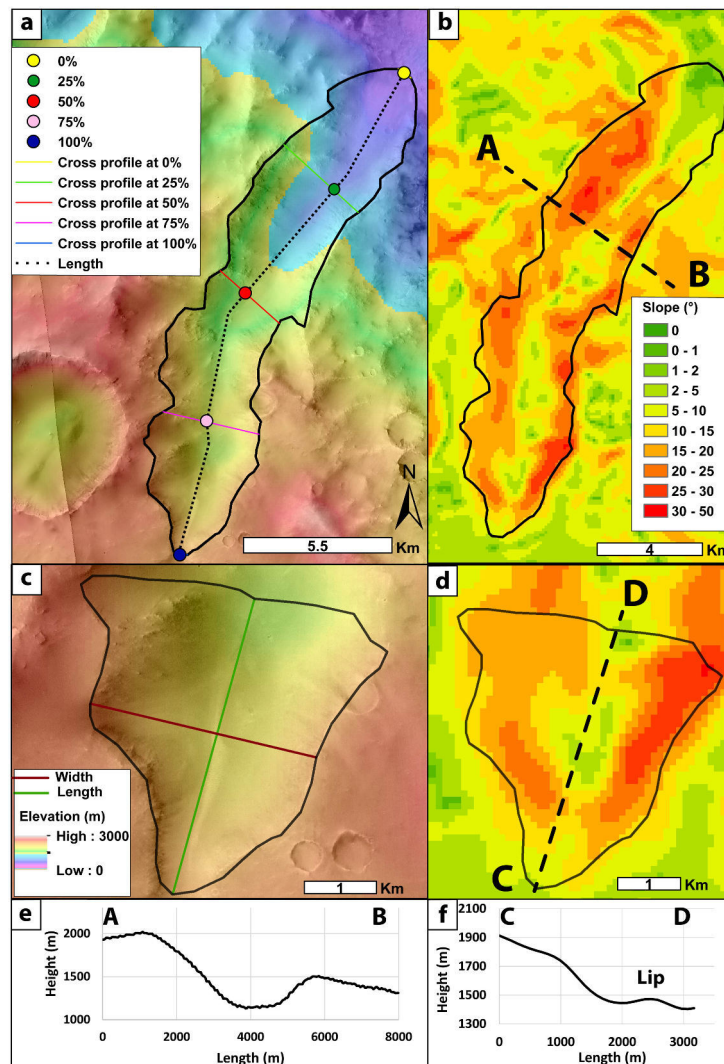 a
0%
25%
50%
75%
100%
Cross profile at 0%
Cross profile at 25%
Cross profile at 50%
Cross profile at 75%
Cross profile at 100%
Length
N
5.5 Km
b
A
B
Slope (°)
0
0 - 1
1 - 2
2 - 5
5 - 10
10 - 15
15 - 20
20 - 25
25 - 30
30 - 50
4 Km
c
Width
Length
Elevation (m)
High : 3000
Low : 0
1 Km
d
D
C
1 Km
e
A B
Height (m)
2000
1500
1000
0 2000 4000 6000 8000
Length (m)
f
C D
Height (m)
2100
1900
1700
1500
1300
Lip
0 1000 2000 3000
Length (m)